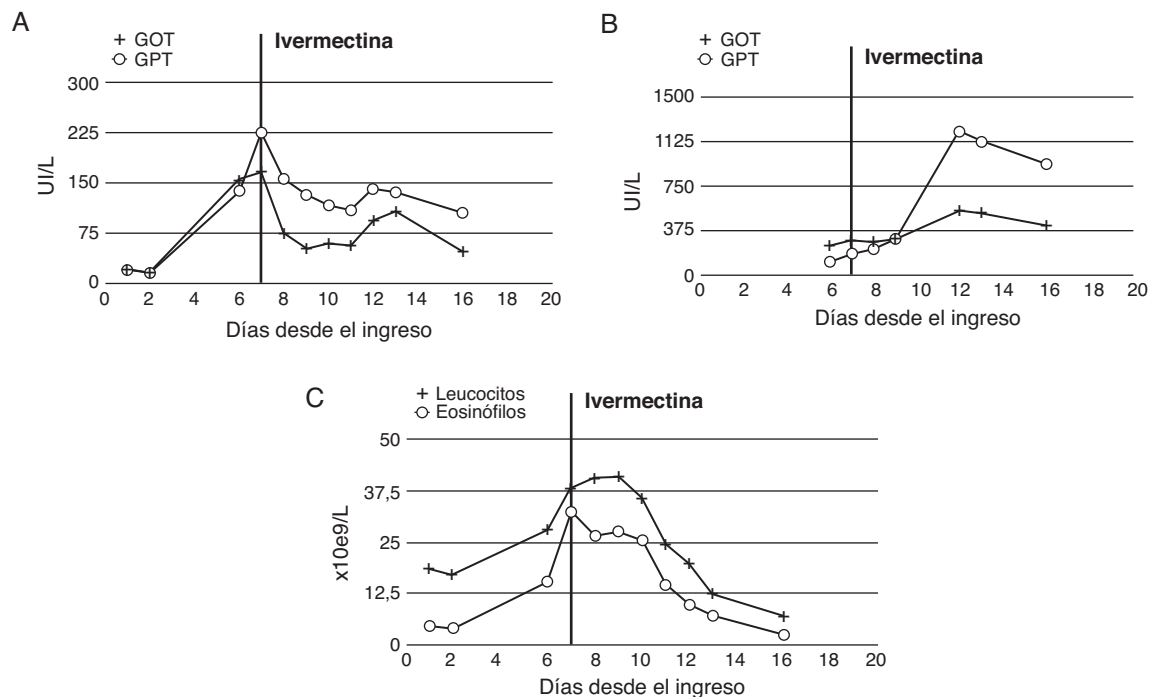 A
+ GOT
○ GPT
Ivermectina
300
225
150
75
0
UI/L
0 2 4 6 8 10 12 14 16 18 20
Días desde el ingreso
B
+ GOT
○ GPT
Ivermectina
1500
1125
750
375
0
UI/L
0 2 4 6 8 10 12 14 16 18 20
Días desde el ingreso
C
+ Leucocitos
○ Eosinófilos
Ivermectina
50
37,5
25
12,5
0
x10e9/L
0 2 4 6 8 10 12 14 16 18 20
Días desde el ingreso